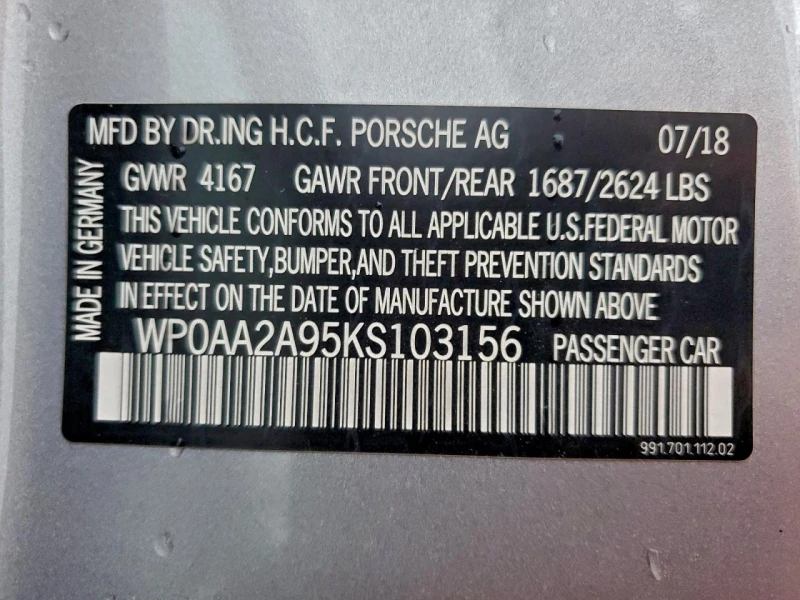 MFD BY DR.ING H.C.F. PORSCHE AG 07/18
GVWR 4167 GAWR FRONT/REAR 1687/2624 LBS
THIS VEHICLE CONFORMS TO ALL APPLICABLE U.S.FEDERAL MOTOR
VEHICLE SAFETY,BUMPER,AND THEFT PREVENTION STANDARDS
IN EFFECT ON THE DATE OF MANUFACTURE SHOWN ABOVE
MADE IN GERMANY
WP0AA2A95KS103156 PASSENGER CAR
991.701.112.02